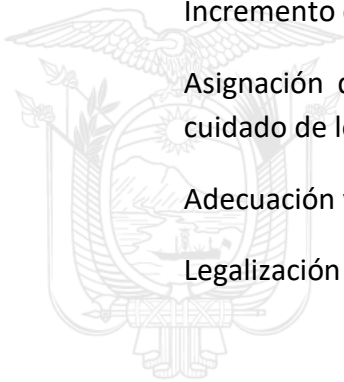 Incremento
Asignación
cuidado de
Adecuación
Legalización